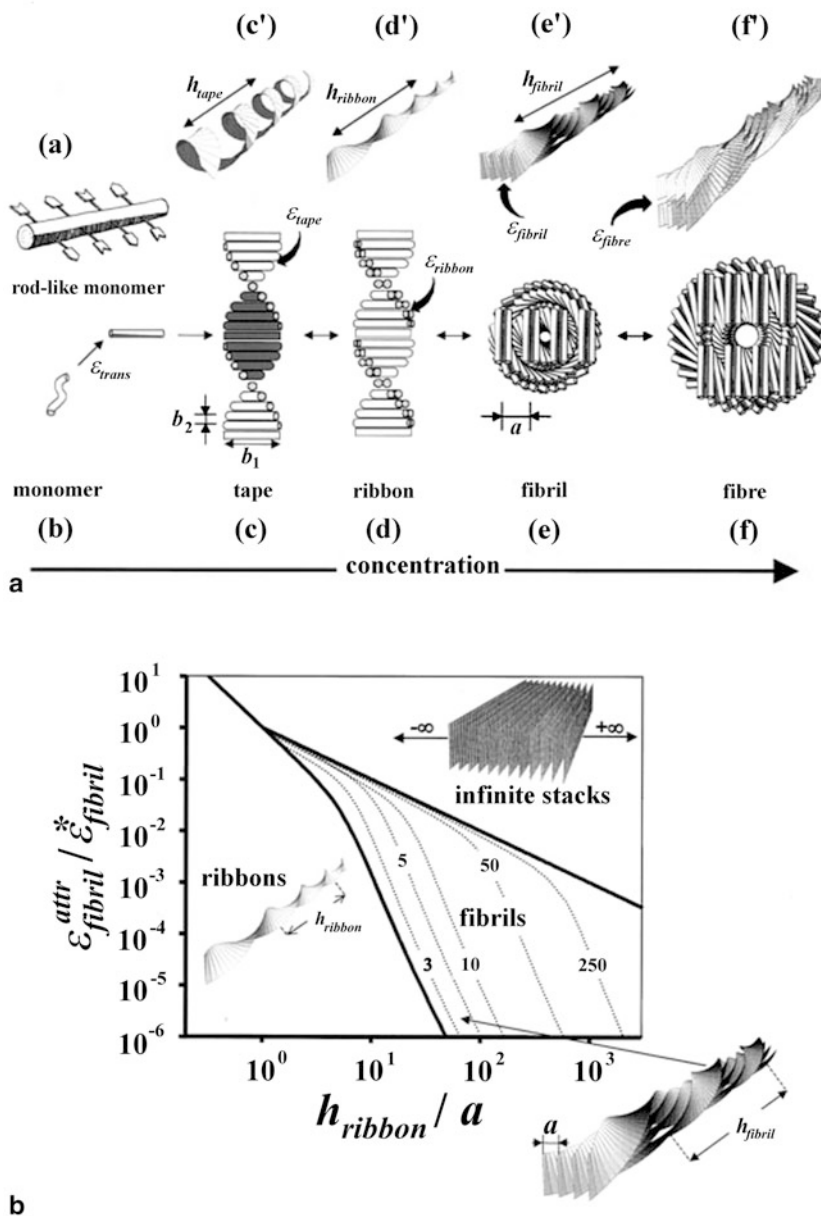 (c') (d') (e') (f')
h_tape h_ribbon h_fibril
(a)
ε_tape ε_fibril ε_fibre
rod-like monomer
ε_ribbon
ε_trans
b_2
b_1
a
monomer tape ribbon fibril fibre
(b) (c) (d) (e) (f)
concentration
a
10^1
10^0
10^-1
10^-2
10^-3
10^-4
10^-5
10^-6
ε^attr_fibril / ε^*_fibril
-∞ +∞
infinite stacks
5 50
ribbons
h_ribbon
fibrils
3 10 250
10^0 10^1 10^2 10^3
h_ribbon / a
a
h_fibril
b